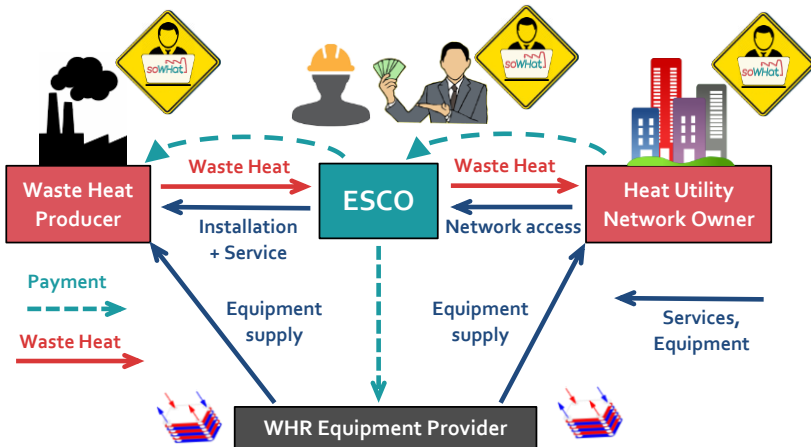 soWHat
soWHat
soWHat
Waste Heat
Producer
Waste Heat
ESCO
Waste Heat
Heat Utility
Network Owner
Installation
+ Service
Network access
Payment
Equipment
supply
Equipment
supply
Services,
Equipment
Waste Heat
WHR Equipment Provider